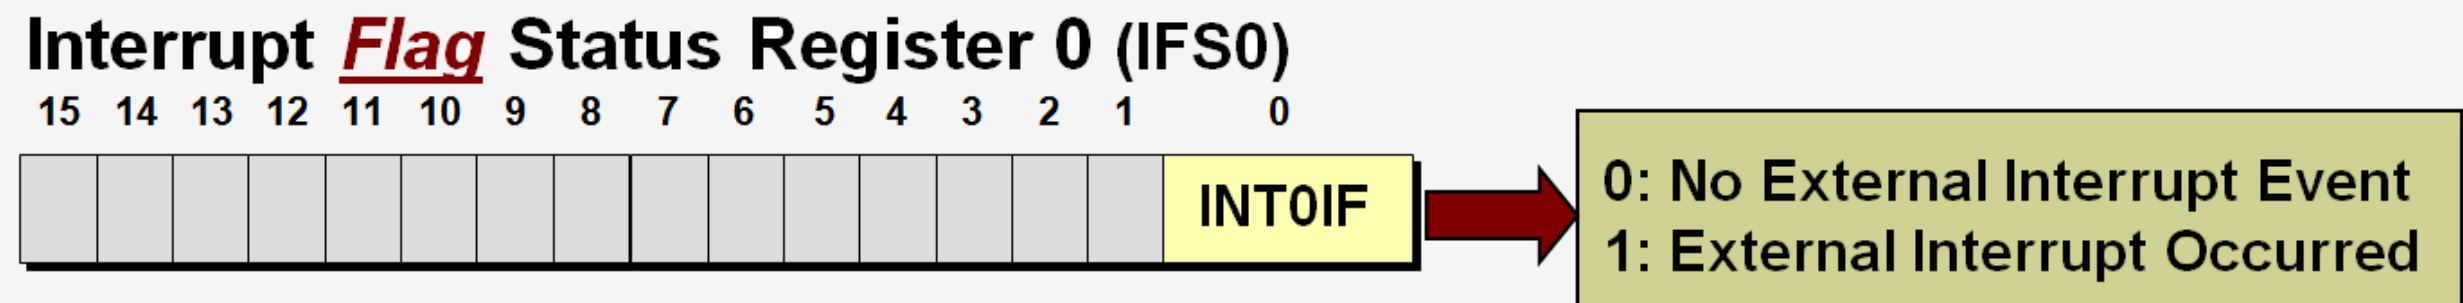 Interrupt Flag Status Register 0 (IFS0)
15 14 13 12 11 10 9 8 7 6 5 4 3 2 1 0
INT0IF
0: No External Interrupt Event
1: External Interrupt Occurred